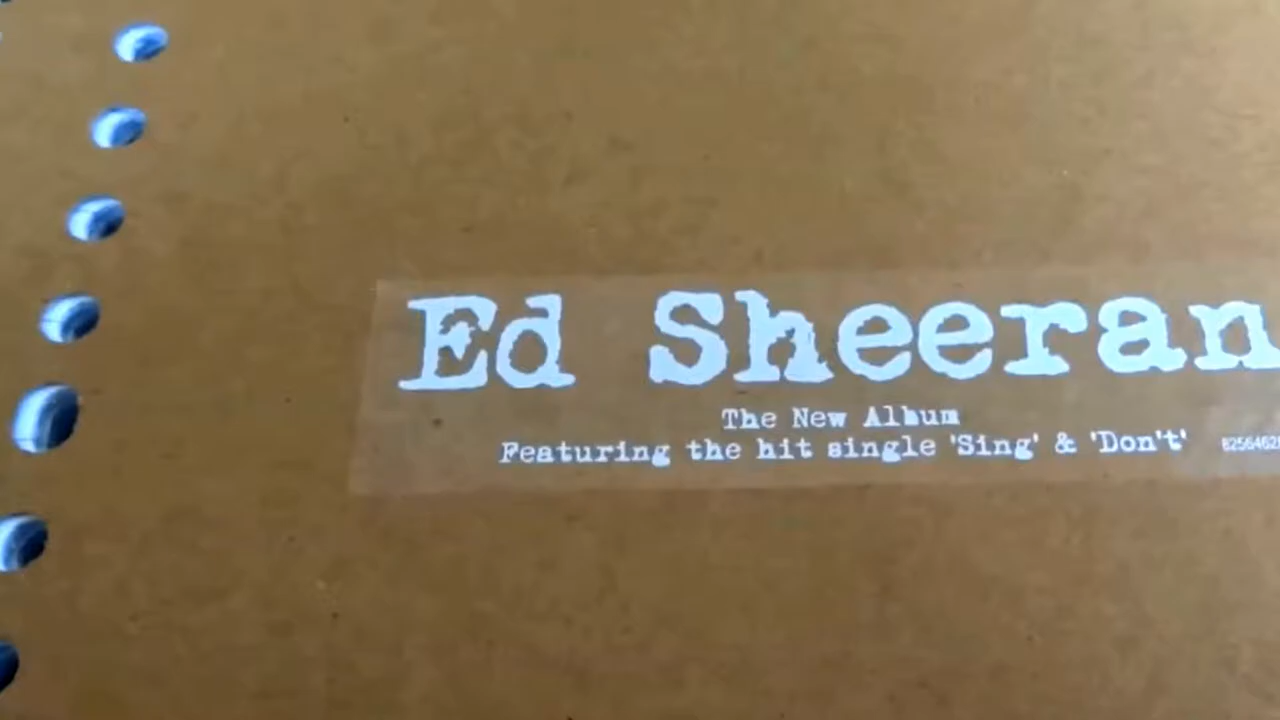 Ed Sheeran
The New Album
Featuring the hit single 'Sing' & 'Don't'